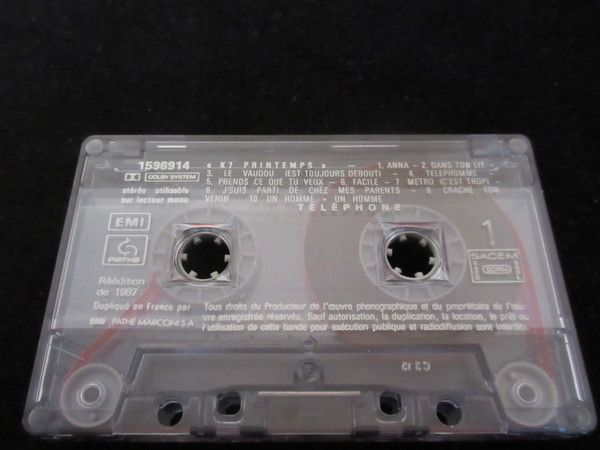 1596914 « K7 PRINTEMPS » – 1. ANNA - 2. DANS TON LIT -
DOLBY SYSTEM 3. LE VAUDOU (EST TOUJOURS DEBOUT) – 4. TELEPHOMME
5. PRENDS CE QUE TU VEUX – 6. FACILE – 7. METRO (C'EST TROP) -
stéréo utilisable 8. J'SUIS PARTI DE CHEZ MES PARENTS – 9. CRACHE TON
sur lecteur mono VENIN - 10. UN HOMME + UN HOMME
TELEPHONE
EMI
1
PATHE
SACEM
SDRM
Réédition
de 1987
Dupliqué en France par Tous droits du Producteur de l'œuvre phonographique et du propriétaire de l'œu-
vre enregistrée réservés. Sauf autorisation, la duplication, la location, le prêt ou
EMI PATHE MARCONI S A l'utilisation de cette bande pour exécution publique et radiodiffusion sont interdits.